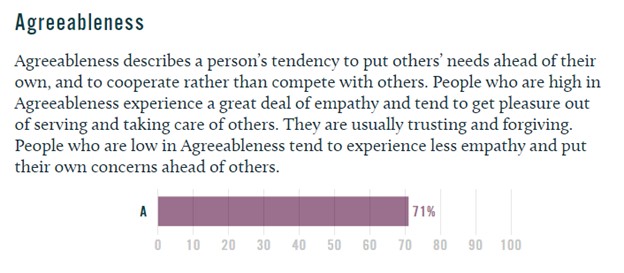 Agreeableness
Agreeableness describes a person’s tendency to put others’ needs ahead of their
own, and to cooperate rather than compete with others. People who are high in
Agreeableness experience a great deal of empathy and tend to get pleasure out
of serving and taking care of others. They are usually trusting and forgiving.
People who are low in Agreeableness tend to experience less empathy and put
their own concerns ahead of others.
A 71%
0 10 20 30 40 50 60 70 80 90 100